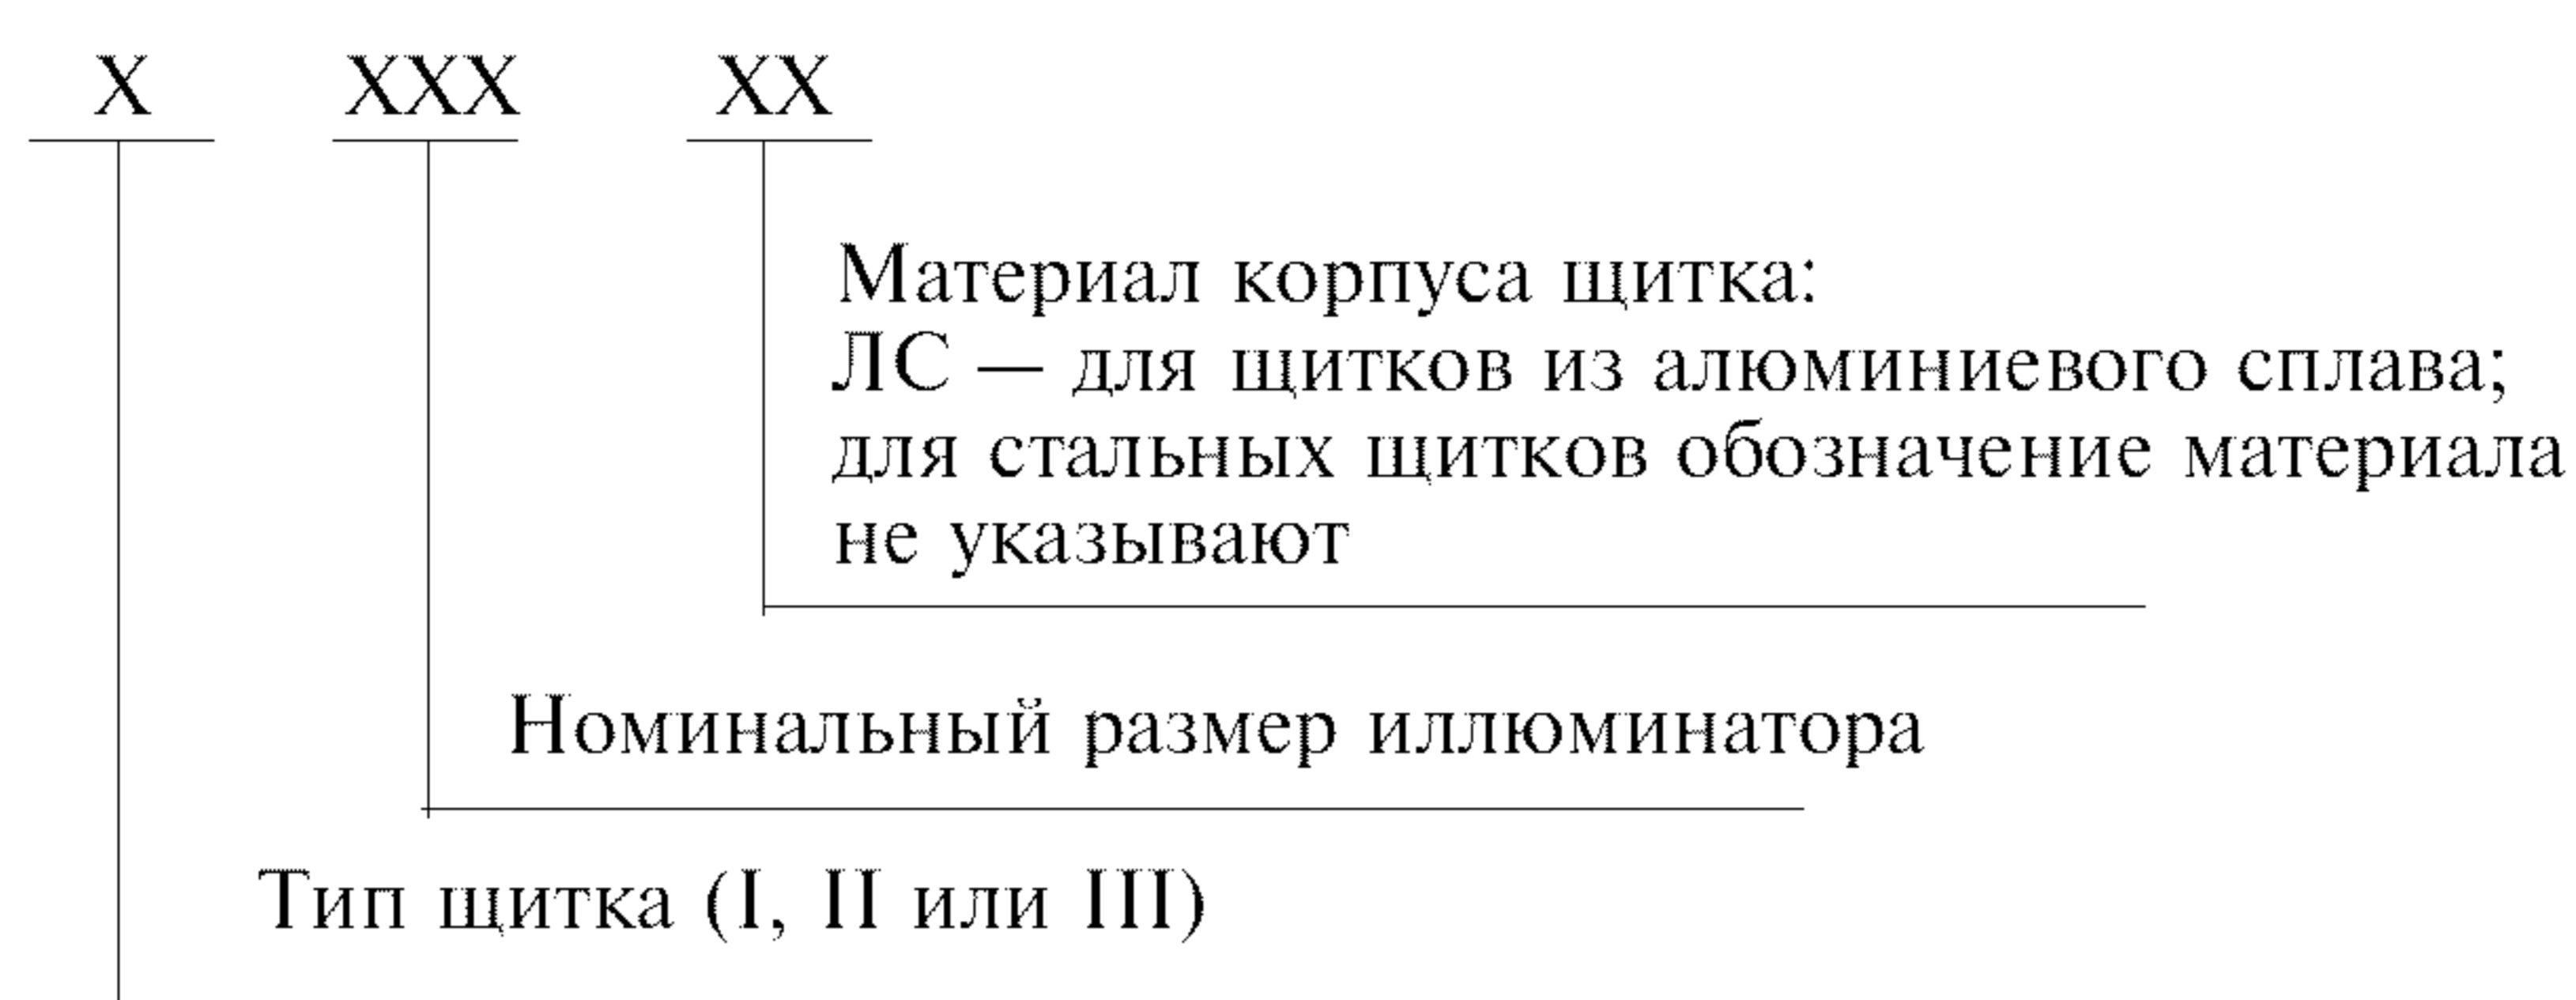 X XXX XX
Материал корпуса щитка:
ЛС — для щитков из алюминиевого сплава;
для стальных щитков обозначение материала
не указывают
Номинальный размер иллюминатора
Тип щитка (I, II или III)